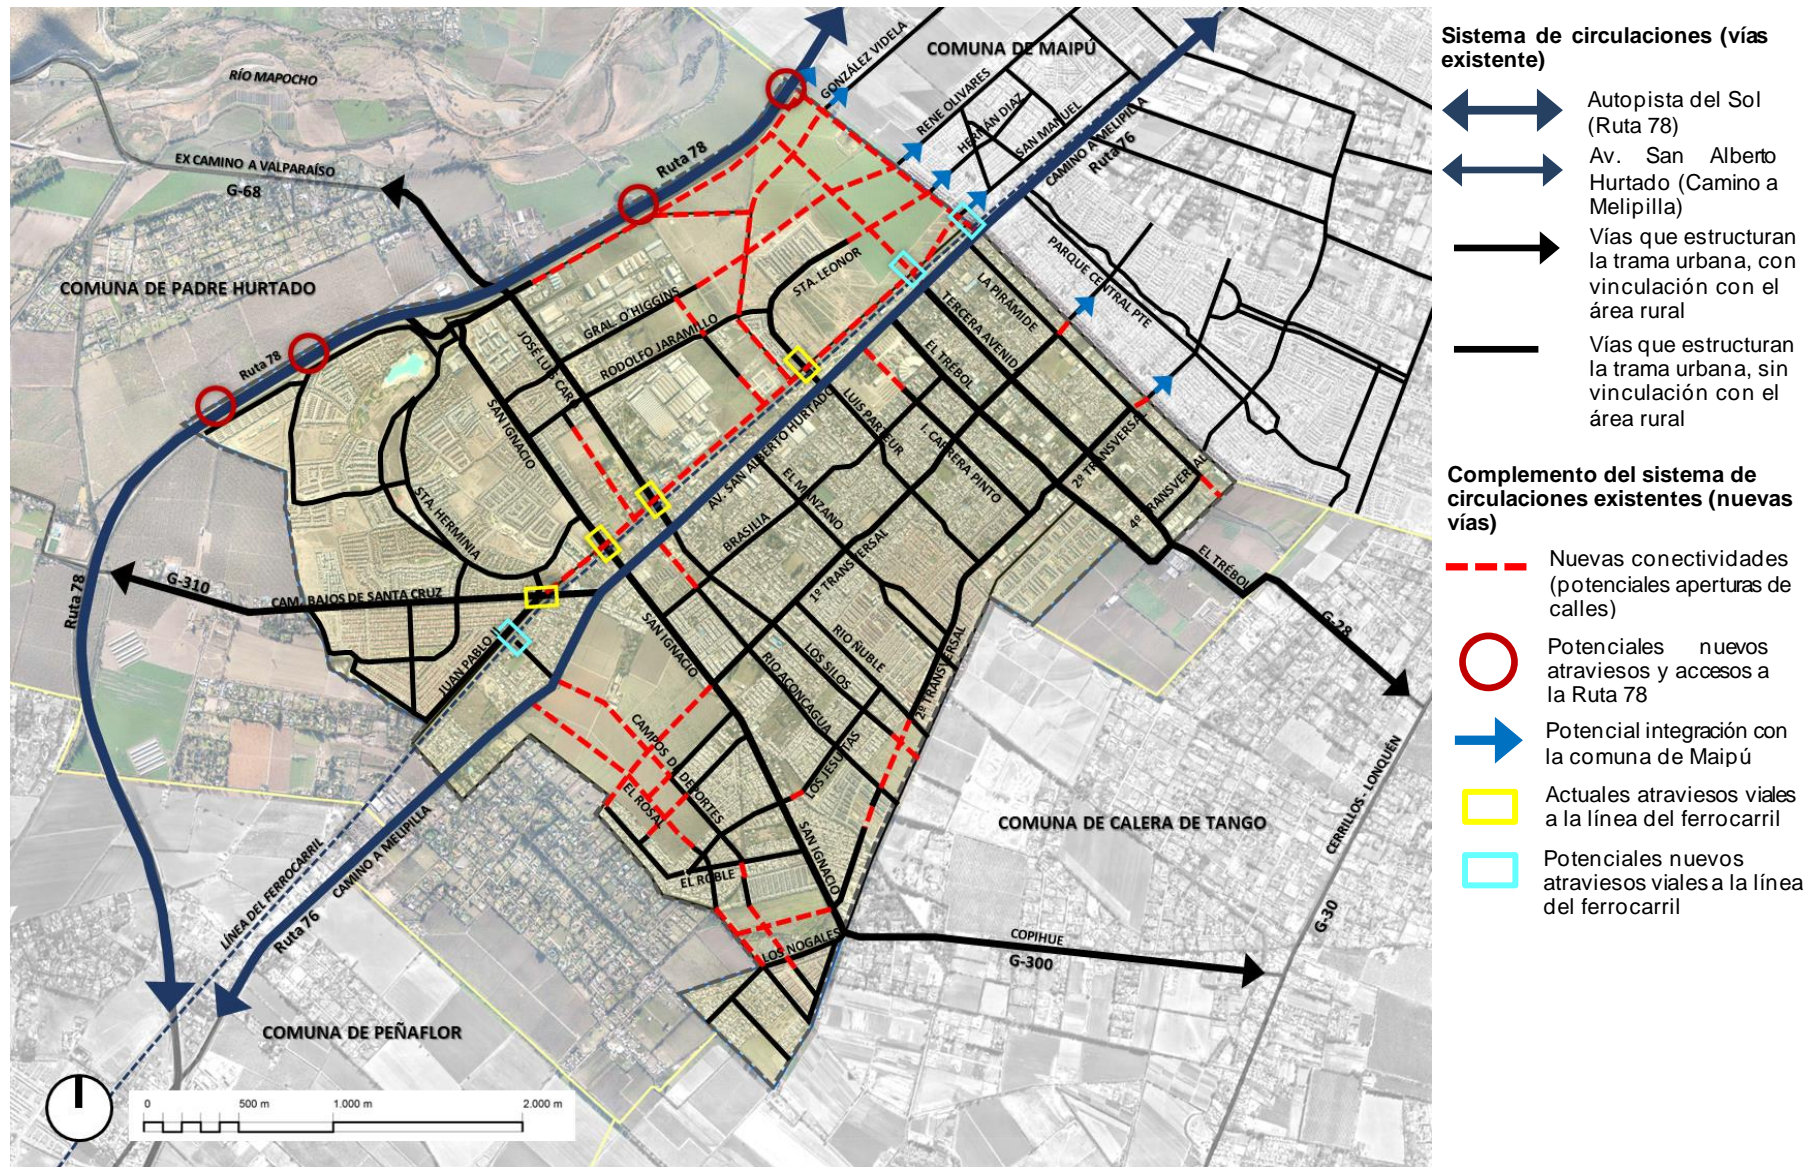 COMUNA DE MAIPÚ
GONZÁLEZ VIDELA
RÍO MAPOCHO
RENE OLIVARES
HERNÁN DIAZ
SAN MANUEL
CAMINO A MELIPILLA
Ruta 76
Ruta 78
EX CAMINO A VALPARAÍSO
G-68
COMUNA DE PADRE HURTADO
PARQUE CENTRAL PTE
STA. LEONOR
LA PIRÁMIDE
TERCERA AVENID
GRAL. O'HIGGINS
RODOLFO JARAMILLO
JOSÉ LUIS CARO
EL TRÉBOL
Ruta 78
SAN IGNACIO
LUIS PASTEUR
I. CARRERA PINTO
AV. SAN ALBERTO HURTADO
2º TRANSVERSAL
4º TRANSVERSAL
EL MANZANO
BRASILIA
STA. HERMINIA
1º TRANSVERSAL
EL TRÉBOL
G-28
G-310
CAM. BAJOS DE SANTA CRUZ
Ruta 78
JUAN PABLO II
SAN IGNACIO
RIO ÑUBLE
LOS SILOS
RIO ACONCAGUA
2º TRANSVERSAL
CAMPOS DE DEPORTES
LOS JESUITAS
EL ROSAL
SAN IGNACIO
EL ROBLE
COMUNA DE CALERA DE TANGO
CERRILLOS - LONQUÉN
G-30
LÍNEA DEL FERROCARRIL
CAMINO A MELIPILLA
Ruta 76
LOS NOGALES
COPIHUE
G-300
COMUNA DE PEÑAFLOR
0 500 m 1.000 m 2.000 m
Sistema de circulaciones (vías
existente)
Autopista del Sol
(Ruta 78)
Av. San Alberto
Hurtado (Camino a
Melipilla)
Vías que estructuran
la trama urbana, con
vinculación con el
área rural
Vías que estructuran
la trama urbana, sin
vinculación con el
área rural
Complemento del sistema de
circulaciones existentes (nuevas
vías)
Nuevas conectividades
(potenciales aperturas de
calles)
Potenciales nuevos
atraviesos y accesos a
la Ruta 78
Potencial integración con
la comuna de Maipú
Actuales atraviesos viales
a la línea del ferrocarril
Potenciales nuevos
atraviesos viales a la línea
del ferrocarril